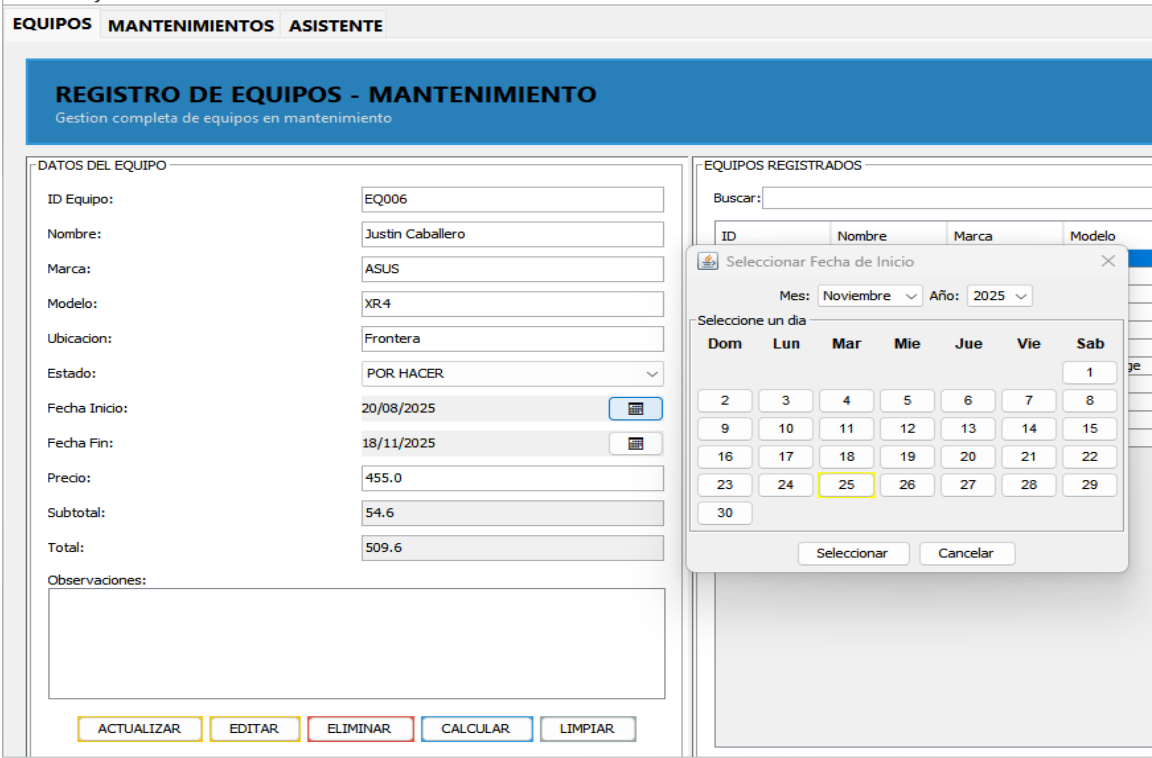 EQUIPOS MANTENIMIENTOS ASISTENTE
REGISTRO DE EQUIPOS - MANTENIMIENTO
Gestion completa de equipos en mantenimiento
DATOS DEL EQUIPO
ID Equipo: EQ006
Nombre: Justin Caballero
Marca: ASUS
Modelo: XR4
Ubicacion: Frontera
Estado: POR HACER
Fecha Inicio: 20/08/2025
Fecha Fin: 18/11/2025
Precio: 455.0
Subtotal: 54.6
Total: 509.6
Observaciones:
ACTUALIZAR EDITAR ELIMINAR CALCULAR LIMPIAR
EQUIPOS REGISTRADOS
Buscar:
ID Nombre Marca Modelo
Seleccionar Fecha de Inicio
Mes: Noviembre Año: 2025
Seleccione un dia
Dom Lun Mar Mie Jue Vie Sab
1
2 3 4 5 6 7 8
9 10 11 12 13 14 15
16 17 18 19 20 21 22
23 24 25 26 27 28 29
30
Seleccionar Cancelar